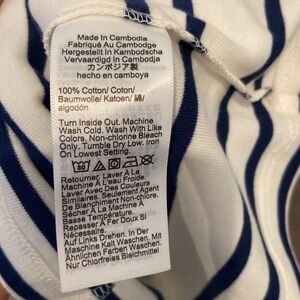 Made In Cambodia
Fabriqué Au Cambodge
Hergestellt In Kambodscha
Vervaardigd In Cambodja
カンボジア製
hecho en camboya
100% Cotton/ Coton/
Baumwolle/ Katoen/ 綿/
algodón
Turn Inside Out. Machine
Wash Cold. Wash With Like
Colors. Non-chlorine Bleach
Only. Tumble Dry Low. Iron
On Lowest Setting.
30
Retourner. Laver À La
Machine À L'eau Froide.
Laver Avec Des Couleurs
Similaires. Seulement Agent
De Blanchiment Non-chlore.
Sécher À La Machine À
Basse Température.
Repasser À Fer Doux Si
Nécessaire.
Auf Links Drehen. In Der
Maschine Kalt Waschen. Mit
Ähnlichen Farben Waschen.
Nur Chlorfreies Bleichmittel